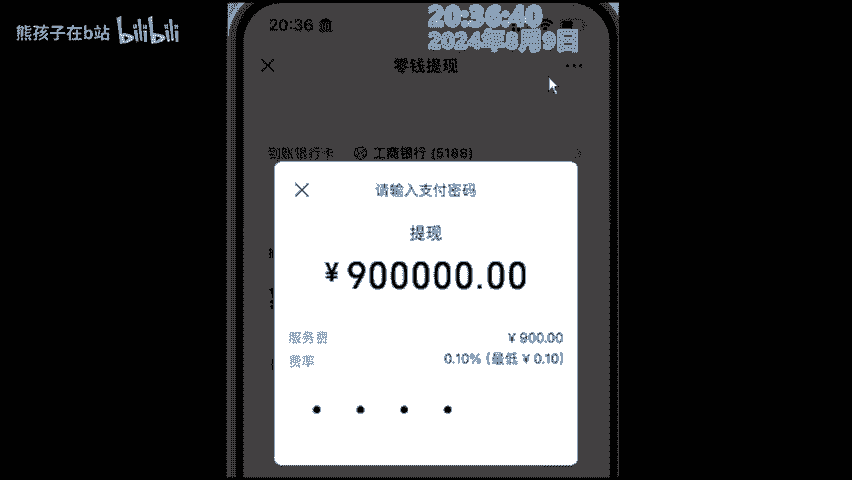 熊孩子在b站 bilibili
20:36
20:36:40
2024年8月9日
零钱提现
到账银行卡 工商银行 (5188)
请输入支付密码
提现
¥900000.00
服务费 ¥900.00
费率 0.10% (最低 ¥0.10)